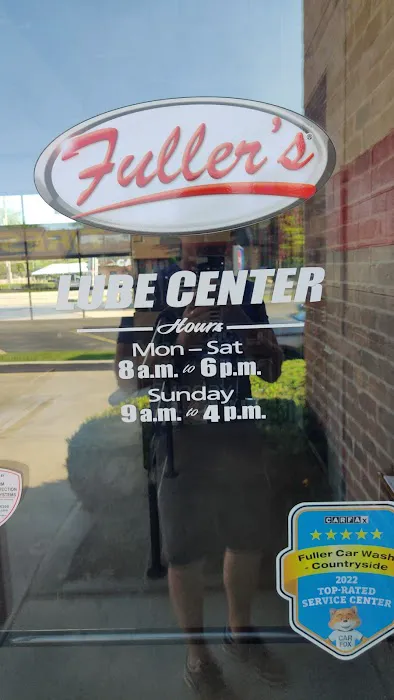 Fuller's
LUBE CENTER
Hours
Mon – Sat
8 a.m. to 6 p.m.
Sunday
9 a.m. to 4 p.m.
CARFAX
Fuller Car Wash
- Countryside
2022
TOP-RATED
SERVICE CENTER
CAR
FOX